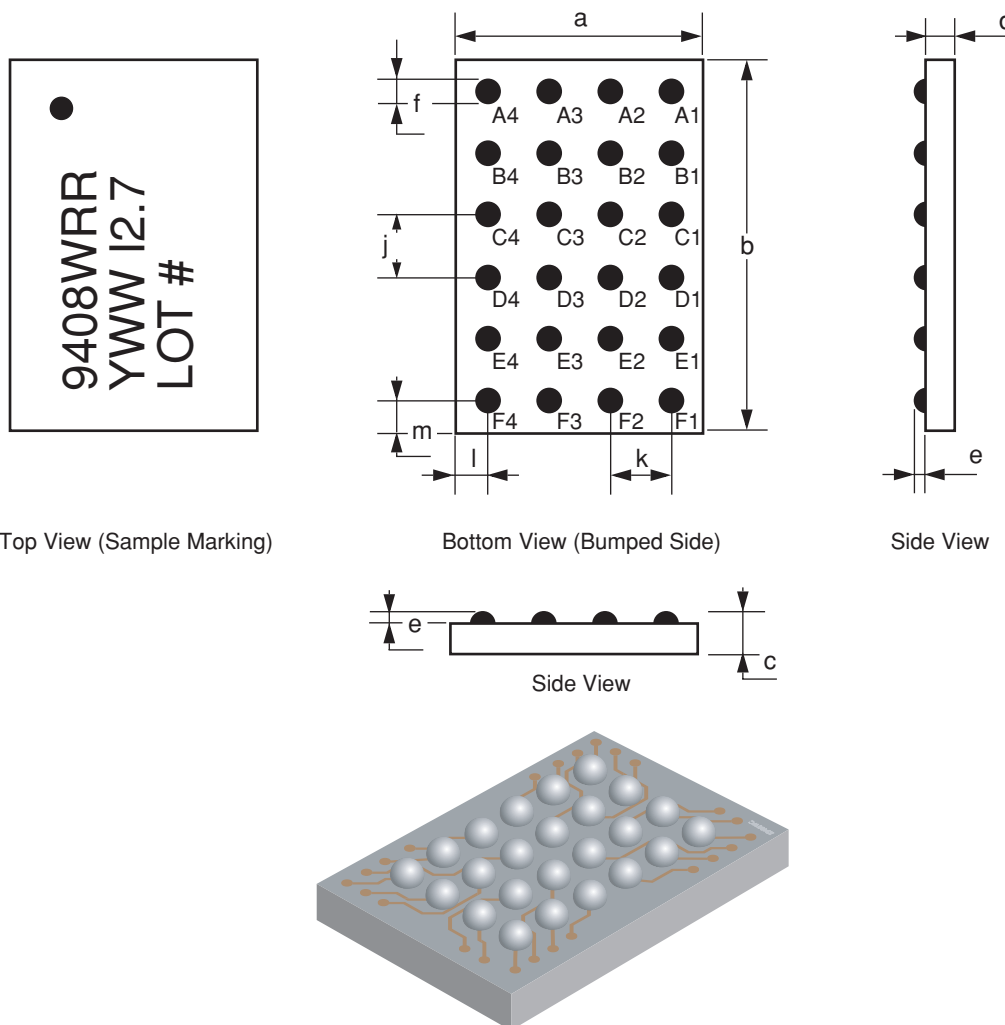 a
d
f
A4 A3 A2 A1
B4 B3 B2 B1
9408WRR
YWW I2.7
LOT #
C4 C3 C2 C1
j
b
D4 D3 D2 D1
E4 E3 E2 E1
m
F4 F3 F2 F1
l
k
e
Top View (Sample Marking)
Bottom View (Bumped Side)
Side View
e
c
Side View